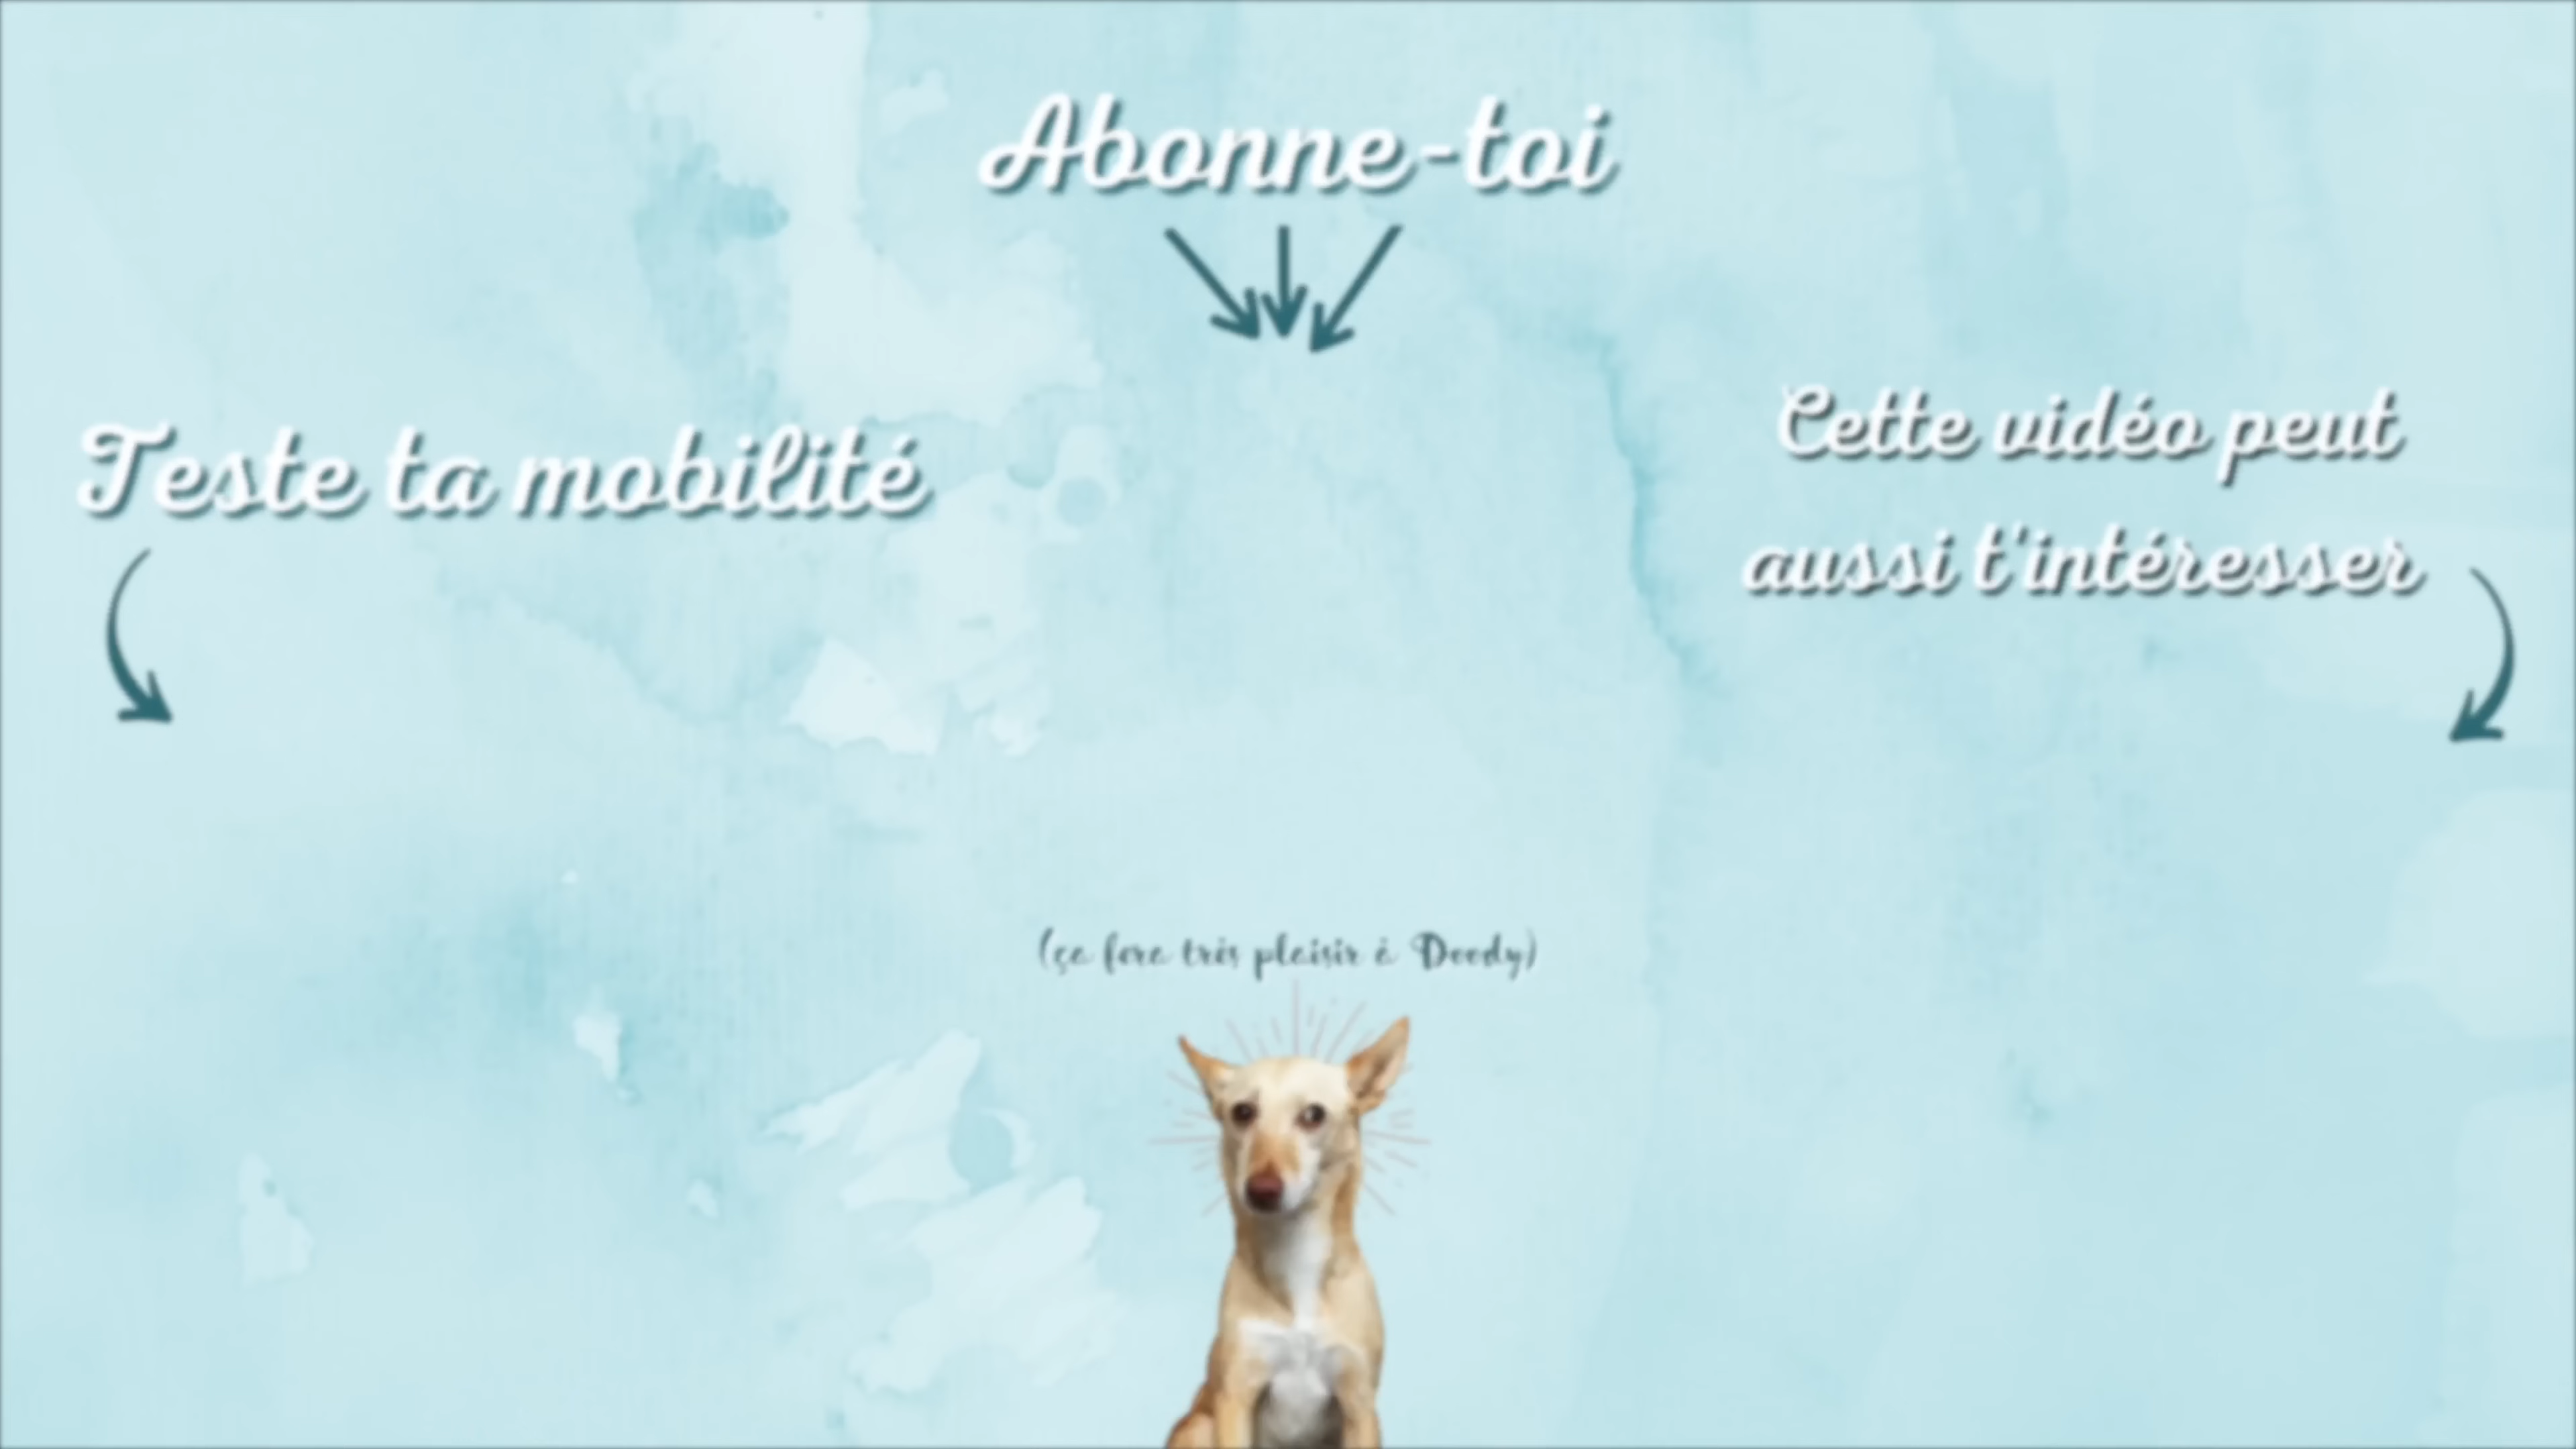 Abonne-toi
Teste ta mobilité
Cette vidéo peut
aussi t'intéresser
(ça fera très plaisir à Doody)